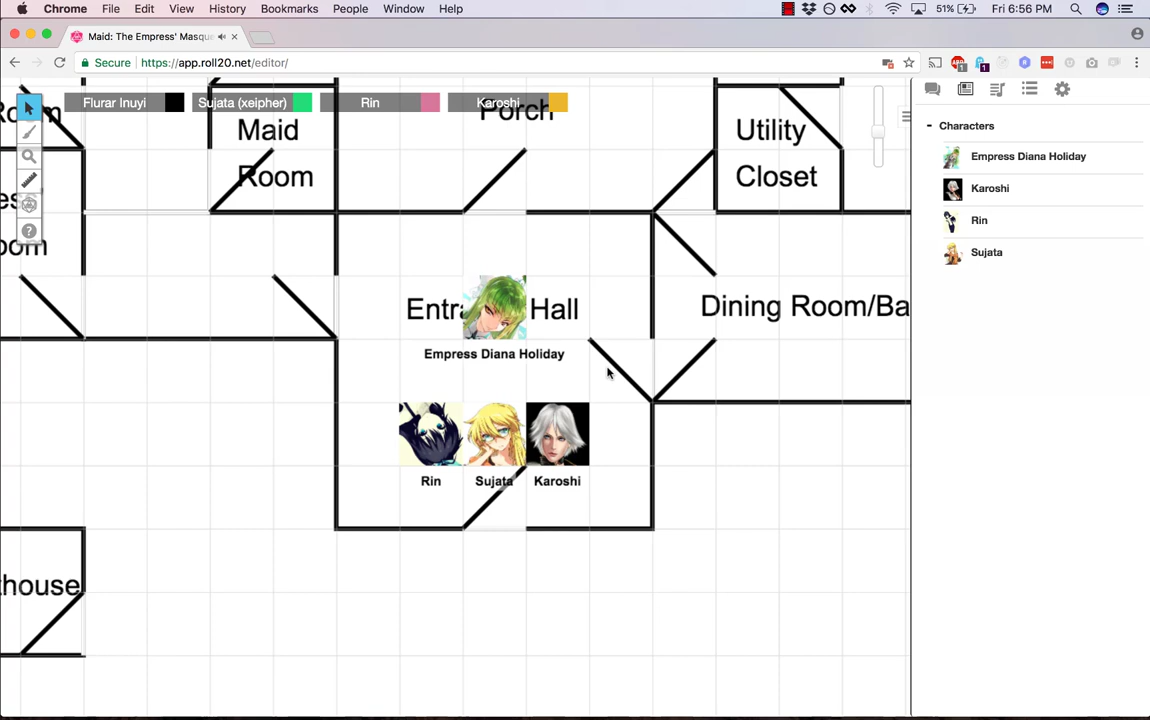 Chrome File Edit View History Bookmarks People Window Help 51% Fri 6:56 PM
Maid: The Empress' Masque
Secure https://app.roll20.net/editor/
Flurar Inuyi Sujata (xeipher) Rin Karoshi
Porch
Maid
Room
Utility
Closet
Entra Hall
Dining Room/Ba
Empress Diana Holiday
Rin Sujata Karoshi
thouse
Characters
Empress Diana Holiday
Karoshi
Rin
Sujata